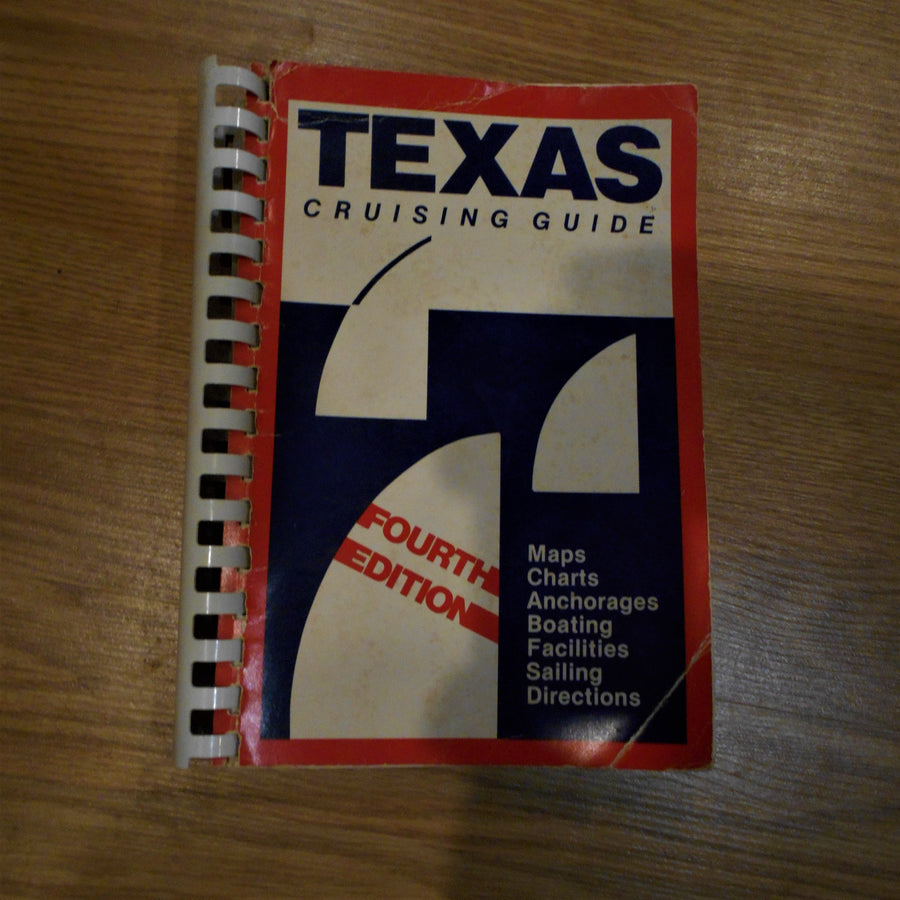 TEXAS
CRUISING GUIDE
FOURTH
EDITION
Maps
Charts
Anchorages
Boating
Facilities
Sailing
Directions